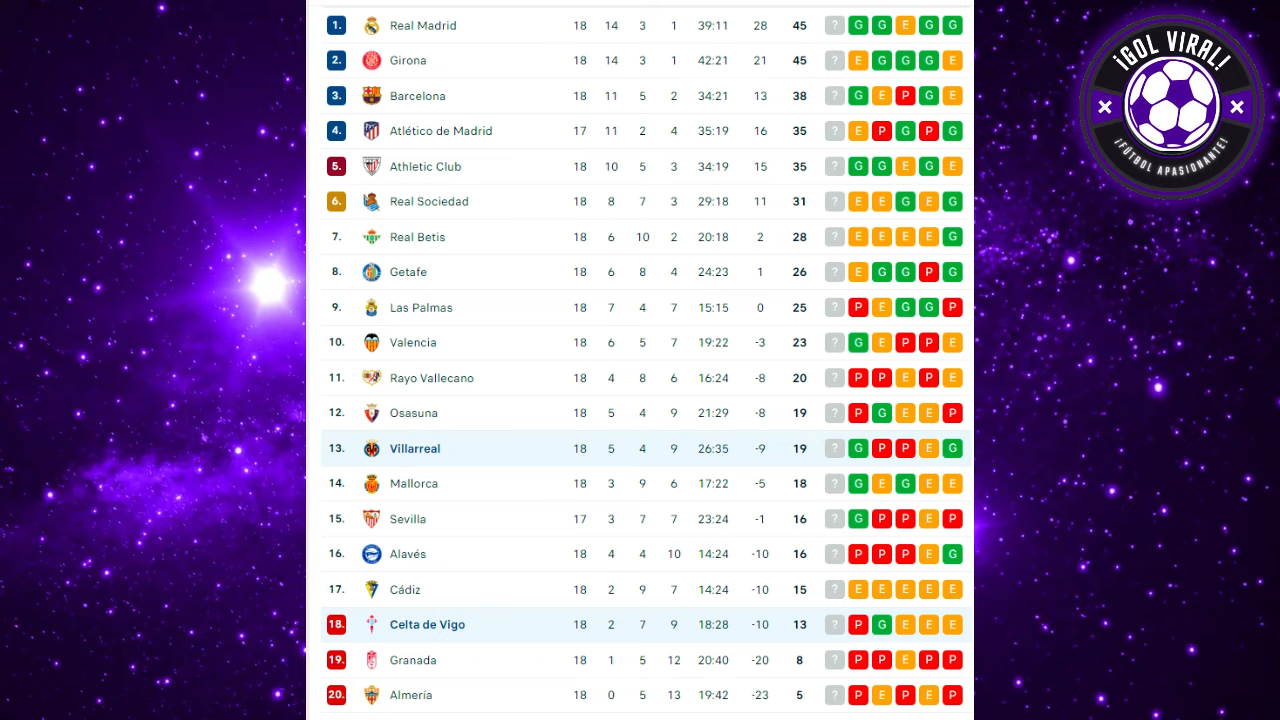 1. Real Madrid 18 14 3 1 39:11 28 45 ? G G E G G
2. Girona 18 14 3 1 42:21 21 45 ? E G G G E
3. Barcelona 18 11 5 2 34:21 13 38 ? G E P G E
4. Atlético de Madrid 17 11 2 4 35:19 16 35 ? E P G P G
5. Athletic Club 18 10 5 3 34:19 15 35 ? G G E G E
6. Real Sociedad 18 8 7 3 29:18 11 31 ? E E G E G
7. Real Betis 18 6 10 2 20:18 2 28 ? E E E E G
8. Getafe 18 6 8 4 24:23 1 26 ? E G G P G
9. Las Palmas 18 7 4 7 15:15 0 25 ? P E G G P
10. Valencia 18 6 5 7 19:22 -3 23 ? G E P P E
11. Rayo Vallecano 18 4 8 6 16:24 -8 20 ? P P E P E
12. Osasuna 18 5 4 9 21:29 -8 19 ? P G E E P
13. Villarreal 18 5 4 9 26:35 -9 19 ? G P P E G
14. Mallorca 18 3 9 6 17:22 -5 18 ? G E G E E
15. Sevilla 17 3 7 7 23:24 -1 16 ? G P P E P
16. Alavés 18 4 4 10 14:24 -10 16 ? P P P E G
17. Cádiz 18 2 9 7 14:24 -10 15 ? E E E E E
18. Celta de Vigo 18 2 7 9 18:28 -10 13 ? P G E E E
19. Granada 18 1 5 12 20:40 -20 8 ? P P E P P
20. Almería 18 0 5 13 19:42 -23 5 ? P E P E P
¡GOL VIRAL!
¡FÚTBOL APASIONANTE!